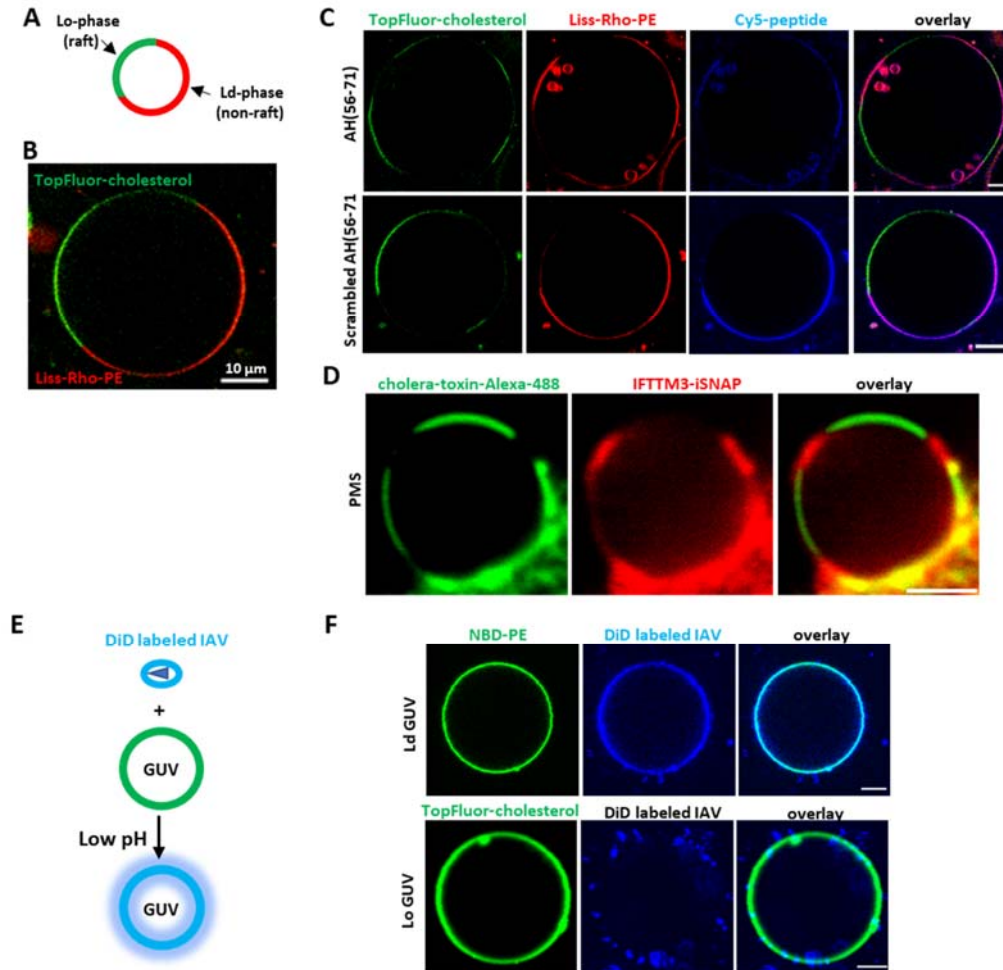 A
Lo-phase
(raft)
Ld-phase
(non-raft)
B
TopFluor-cholesterol
Liss-Rho-PE
10 µm
C
TopFluor-cholesterol
Liss-Rho-PE
Cy5-peptide
overlay
AH(56-71)
Scrambled AH(56-71
D
cholera-toxin-Alexa-488
IFTTM3-iSNAP
overlay
PMS
E
DiD labeled IAV
+
GUV
Low pH
GUV
F
NBD-PE
DiD labeled IAV
overlay
Ld GUV
TopFluor-cholesterol
DiD labeled IAV
overlay
Lo GUV